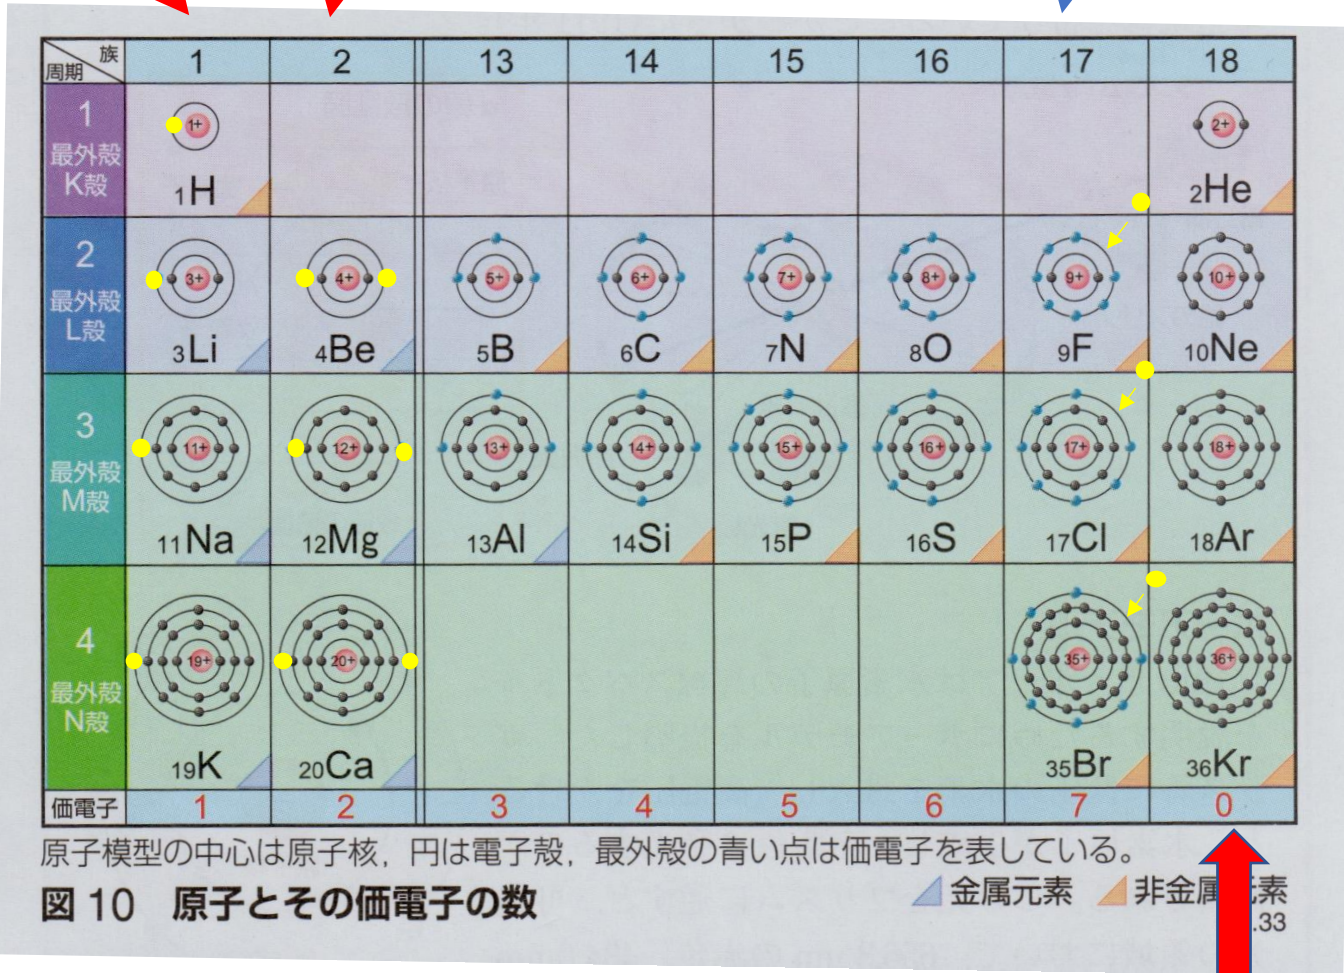 族
周期
1 2 13 14 15 16 17 18
1
最外殻
K殻
1+ 2+
1H 2He
2
最外殻
L殻
3+ 4+ 5+ 6+ 7+ 8+ 9+ 10+
3Li 4Be 5B 6C 7N 8O 9F 10Ne
3
最外殻
M殻
11+ 12+ 13+ 14+ 15+ 16+ 17+ 18+
11Na 12Mg 13Al 14Si 15P 16S 17Cl 18Ar
4
最外殻
N殻
19+ 20+ 35+ 36+
19K 20Ca 35Br 36Kr
価電子 1 2 3 4 5 6 7 0
原子模型の中心は原子核,円は電子殻,最外殻の青い点は価電子を表している。
図10 原子とその価電子の数
金属元素 非金属元素
.33